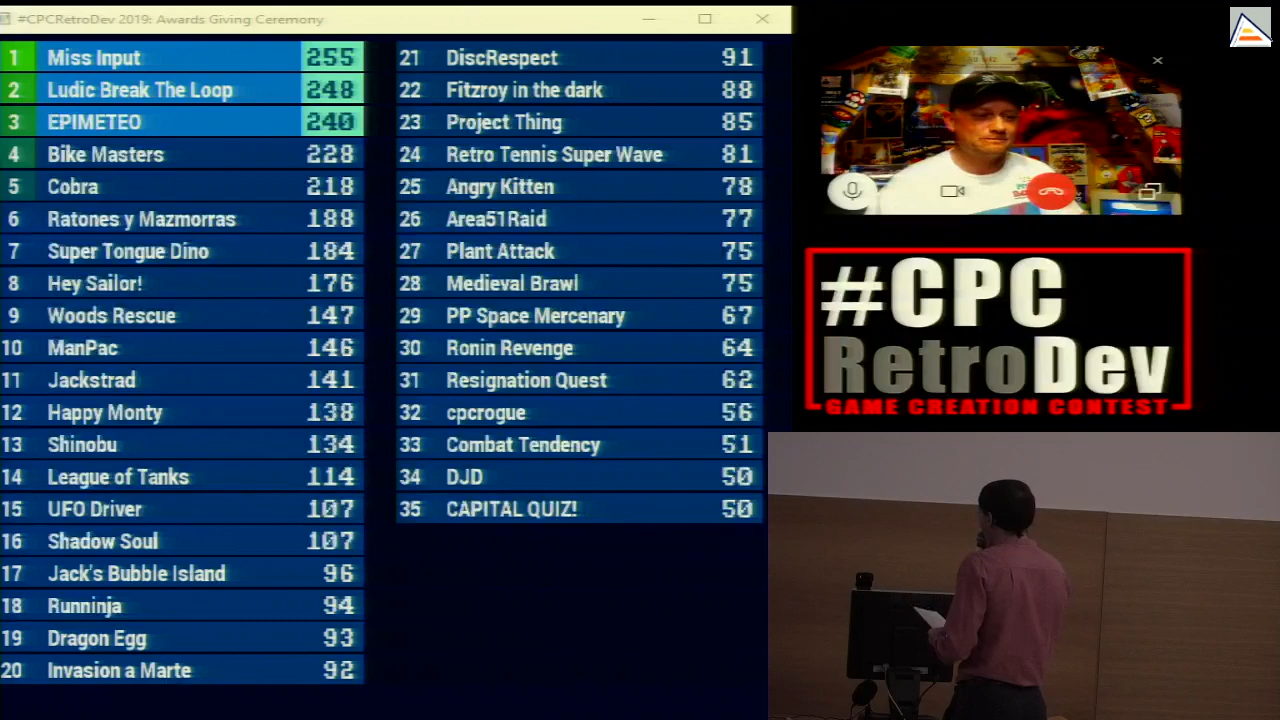 #CPCRetroDev 2019: Awards Giving Ceremony
1 Miss Input 255
2 Ludic Break The Loop 248
3 EPIMETEO 240
4 Bike Masters 228
5 Cobra 218
6 Ratones y Mazmorras 188
7 Super Tongue Dino 184
8 Hey Sailor! 176
9 Woods Rescue 147
10 ManPac 146
11 Jackstrad 141
12 Happy Monty 138
13 Shinobu 134
14 League of Tanks 114
15 UFO Driver 107
16 Shadow Soul 107
17 Jack's Bubble Island 96
18 Runninja 94
19 Dragon Egg 93
20 Invasion a Marte 92
21 DiscRespect 91
22 Fitzroy in the dark 88
23 Project Thing 85
24 Retro Tennis Super Wave 81
25 Angry Kitten 78
26 Area51Raid 77
27 Plant Attack 75
28 Medieval Brawl 75
29 PP Space Mercenary 67
30 Ronin Revenge 64
31 Resignation Quest 62
32 cpcrogue 56
33 Combat Tendency 51
34 DJD 50
35 CAPITAL QUIZ! 50
#CPC
RetroDev
GAME CREATION CONTEST